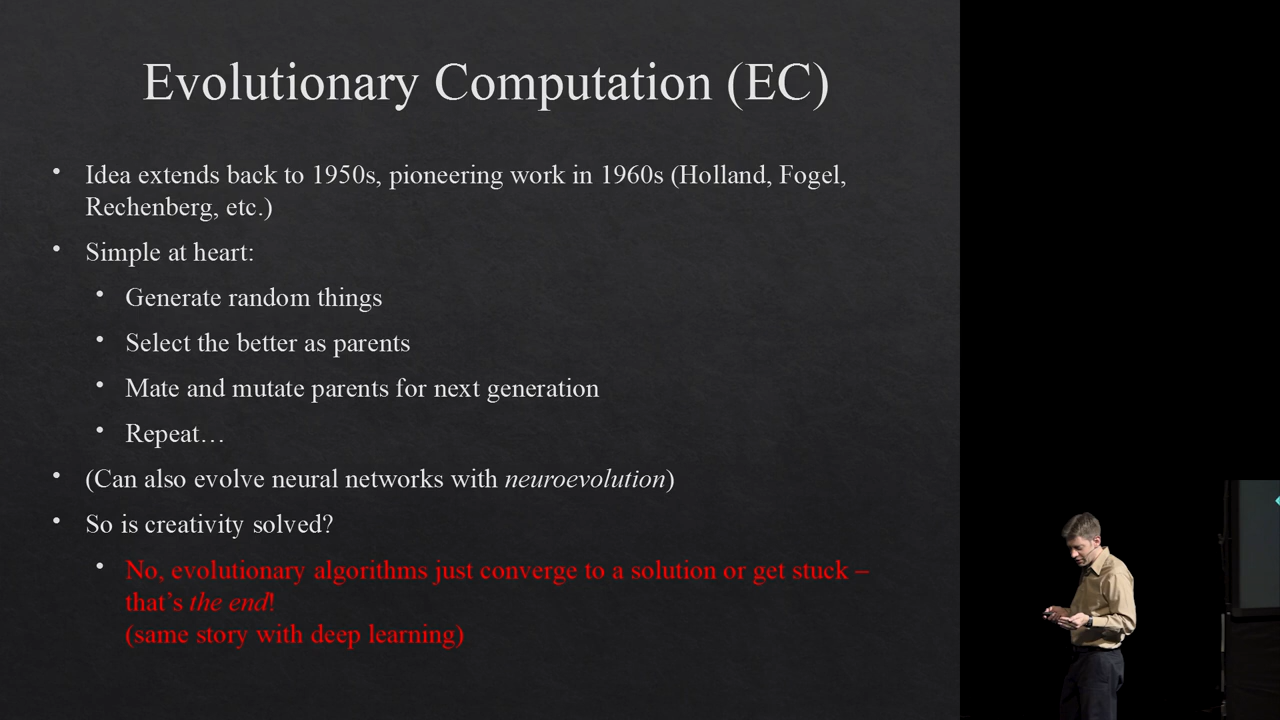 Evolutionary Computation (EC)
• Idea extends back to 1950s, pioneering work in 1960s (Holland, Fogel,
Rechenberg, etc.)
• Simple at heart:
• Generate random things
• Select the better as parents
• Mate and mutate parents for next generation
• Repeat…
• (Can also evolve neural networks with neuroevolution)
• So is creativity solved?
• No, evolutionary algorithms just converge to a solution or get stuck –
that’s the end!
(same story with deep learning)